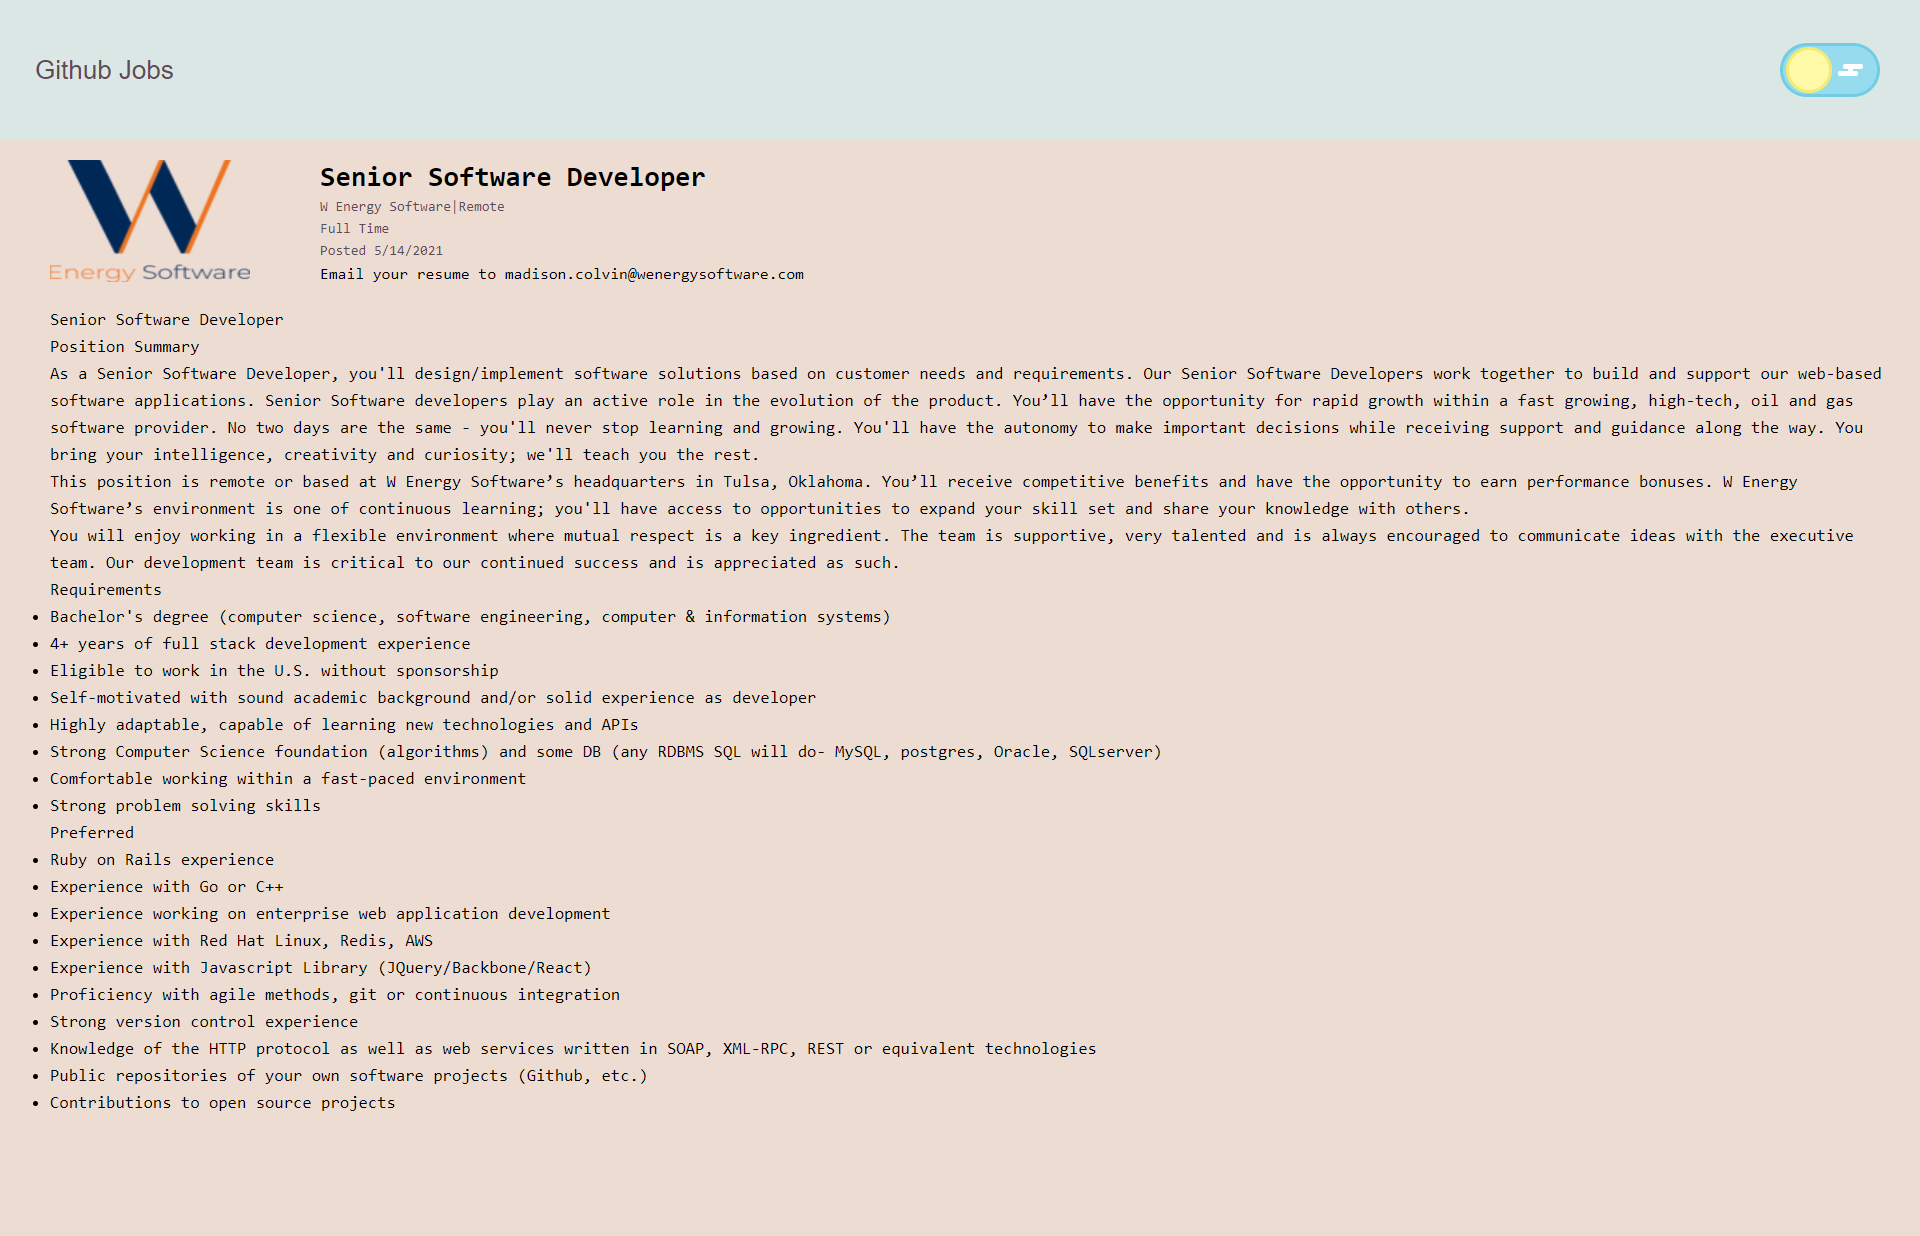 Github Jobs
W
Energy Software
Senior Software Developer
W Energy Software|Remote
Full Time
Posted 5/14/2021
Email your resume to madison.colvin@wenergysoftware.com
Senior Software Developer
Position Summary
As a Senior Software Developer, you'll design/implement software solutions based on customer needs and requirements. Our Senior Software Developers work together to build and support our web-based
software applications. Senior Software developers play an active role in the evolution of the product. You’ll have the opportunity for rapid growth within a fast growing, high-tech, oil and gas
software provider. No two days are the same - you'll never stop learning and growing. You'll have the autonomy to make important decisions while receiving support and guidance along the way. You
bring your intelligence, creativity and curiosity; we'll teach you the rest.
This position is remote or based at W Energy Software’s headquarters in Tulsa, Oklahoma. You’ll receive competitive benefits and have the opportunity to earn performance bonuses. W Energy
Software’s environment is one of continuous learning; you'll have access to opportunities to expand your skill set and share your knowledge with others.
You will enjoy working in a flexible environment where mutual respect is a key ingredient. The team is supportive, very talented and is always encouraged to communicate ideas with the executive
team. Our development team is critical to our continued success and is appreciated as such.
Requirements
• Bachelor's degree (computer science, software engineering, computer & information systems)
• 4+ years of full stack development experience
• Eligible to work in the U.S. without sponsorship
• Self-motivated with sound academic background and/or solid experience as developer
• Highly adaptable, capable of learning new technologies and APIs
• Strong Computer Science foundation (algorithms) and some DB (any RDBMS SQL will do- MySQL, postgres, Oracle, SQLserver)
• Comfortable working within a fast-paced environment
• Strong problem solving skills
Preferred
• Ruby on Rails experience
• Experience with Go or C++
• Experience working on enterprise web application development
• Experience with Red Hat Linux, Redis, AWS
• Experience with Javascript Library (JQuery/Backbone/React)
• Proficiency with agile methods, git or continuous integration
• Strong version control experience
• Knowledge of the HTTP protocol as well as web services written in SOAP, XML-RPC, REST or equivalent technologies
• Public repositories of your own software projects (Github, etc.)
• Contributions to open source projects